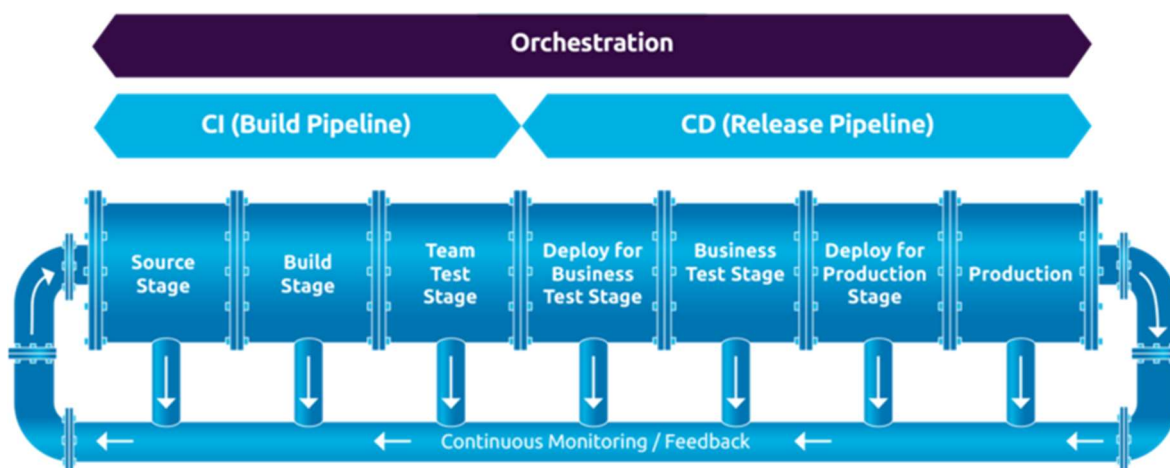 Orchestration
CI (Build Pipeline)
CD (Release Pipeline)
Source
Stage
Build
Stage
Team
Test
Stage
Deploy for
Business
Test Stage
Business
Test Stage
Deploy for
Production
Stage
Production
Continuous Monitoring / Feedback